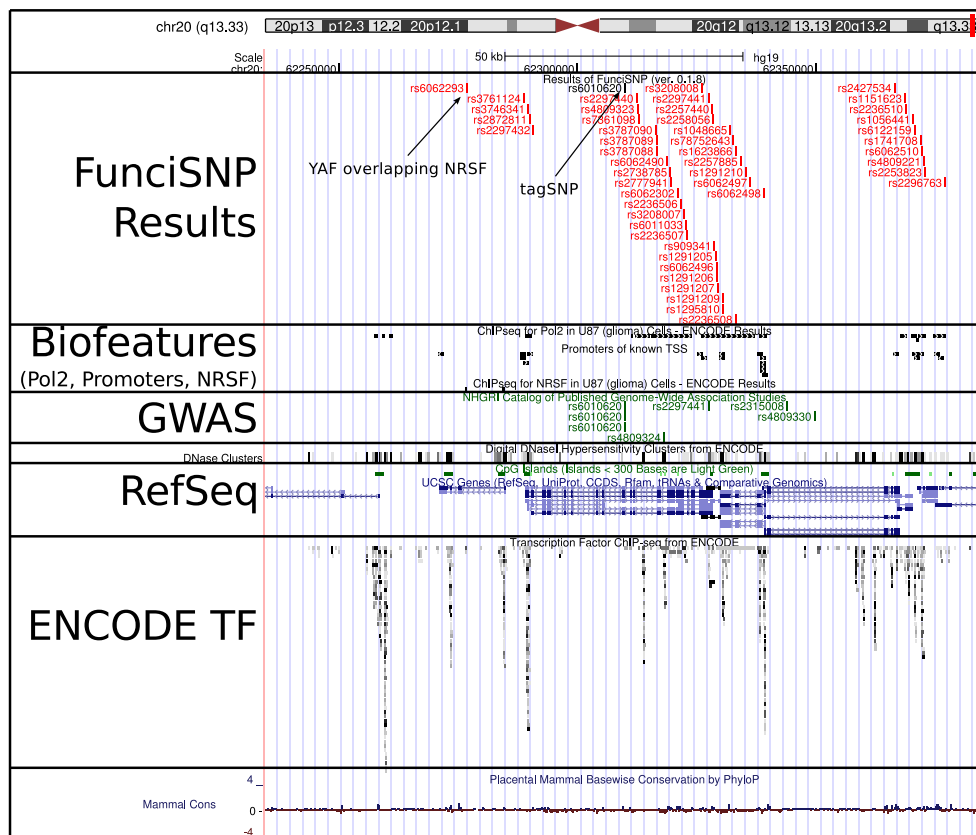 chr20 (q13.33) 20p13 p12.3 12.2 20p12.1 20q12 q13.12 13.13 20q13.2 q13.33
Scale 50 kb hg19
chr20: 62250000 62300000 62350000
FunciSNP Results
Results of FunciSNP (ver. 0.1.8)
rs6062293 rs6010620 rs3208008 rs2427534
rs3761124 rs2297440 rs2297441 rs1151623
rs3746341 rs4809323 rs2257440 rs2236510
rs2872811 rs7361098 rs2258056 rs1056441
rs2297432 rs3787090 rs1048665 rs6122159
rs3787089 rs78752643 rs1741708
rs3787088 rs1623866 rs6062510
rs6062490 rs2257885 rs4809221
rs2738785 rs1291210 rs2253823
rs2777941 rs6062497 rs2296763
rs6062302 rs6062498
rs2236506
rs3208007
rs6011033
rs2236507
rs909341
rs1291205
rs6062496
rs1291206
rs1291207
rs1291209
rs1295810
rs2236508
YAF overlapping NRSF
tagSNP
Biofeatures
(Pol2, Promoters, NRSF)
ChIPseq for Pol2 in U87 (glioma) Cells - ENCODE Results
Promoters of known TSS
ChIPseq for NRSF in U87 (glioma) Cells - ENCODE Results
GWAS
NHGRI Catalog of Published Genome-Wide Association Studies
rs6010620 rs2297441 rs2315008
rs6010620 rs4809330
rs6010620
rs4809324
Digital DNaseI Hypersensitivity Clusters from ENCODE
DNase Clusters
RefSeq
CpG Islands (Islands < 300 Bases are Light Green)
UCSC Genes (RefSeq, UniProt, CCDS, Rfam, tRNAs & Comparative Genomics)
ENCODE TF
Transcription Factor ChIP-seq from ENCODE
Placental Mammal Basewise Conservation by PhyloP
4
Mammal Cons
0
-4